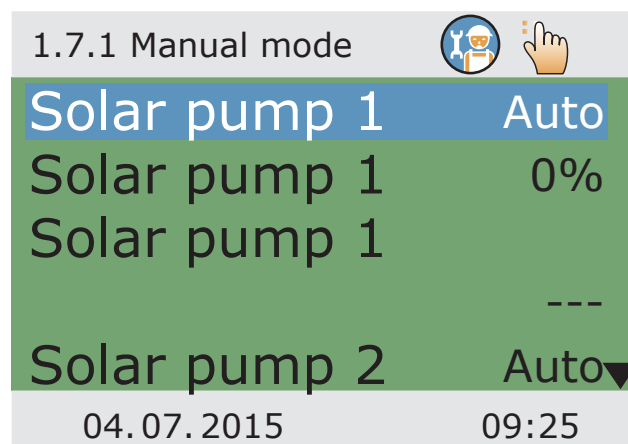 1.7.1 Manual mode
Solar pump 1 Auto
Solar pump 1 0%
Solar pump 1
---
Solar pump 2 Auto
04.07.2015 09:25